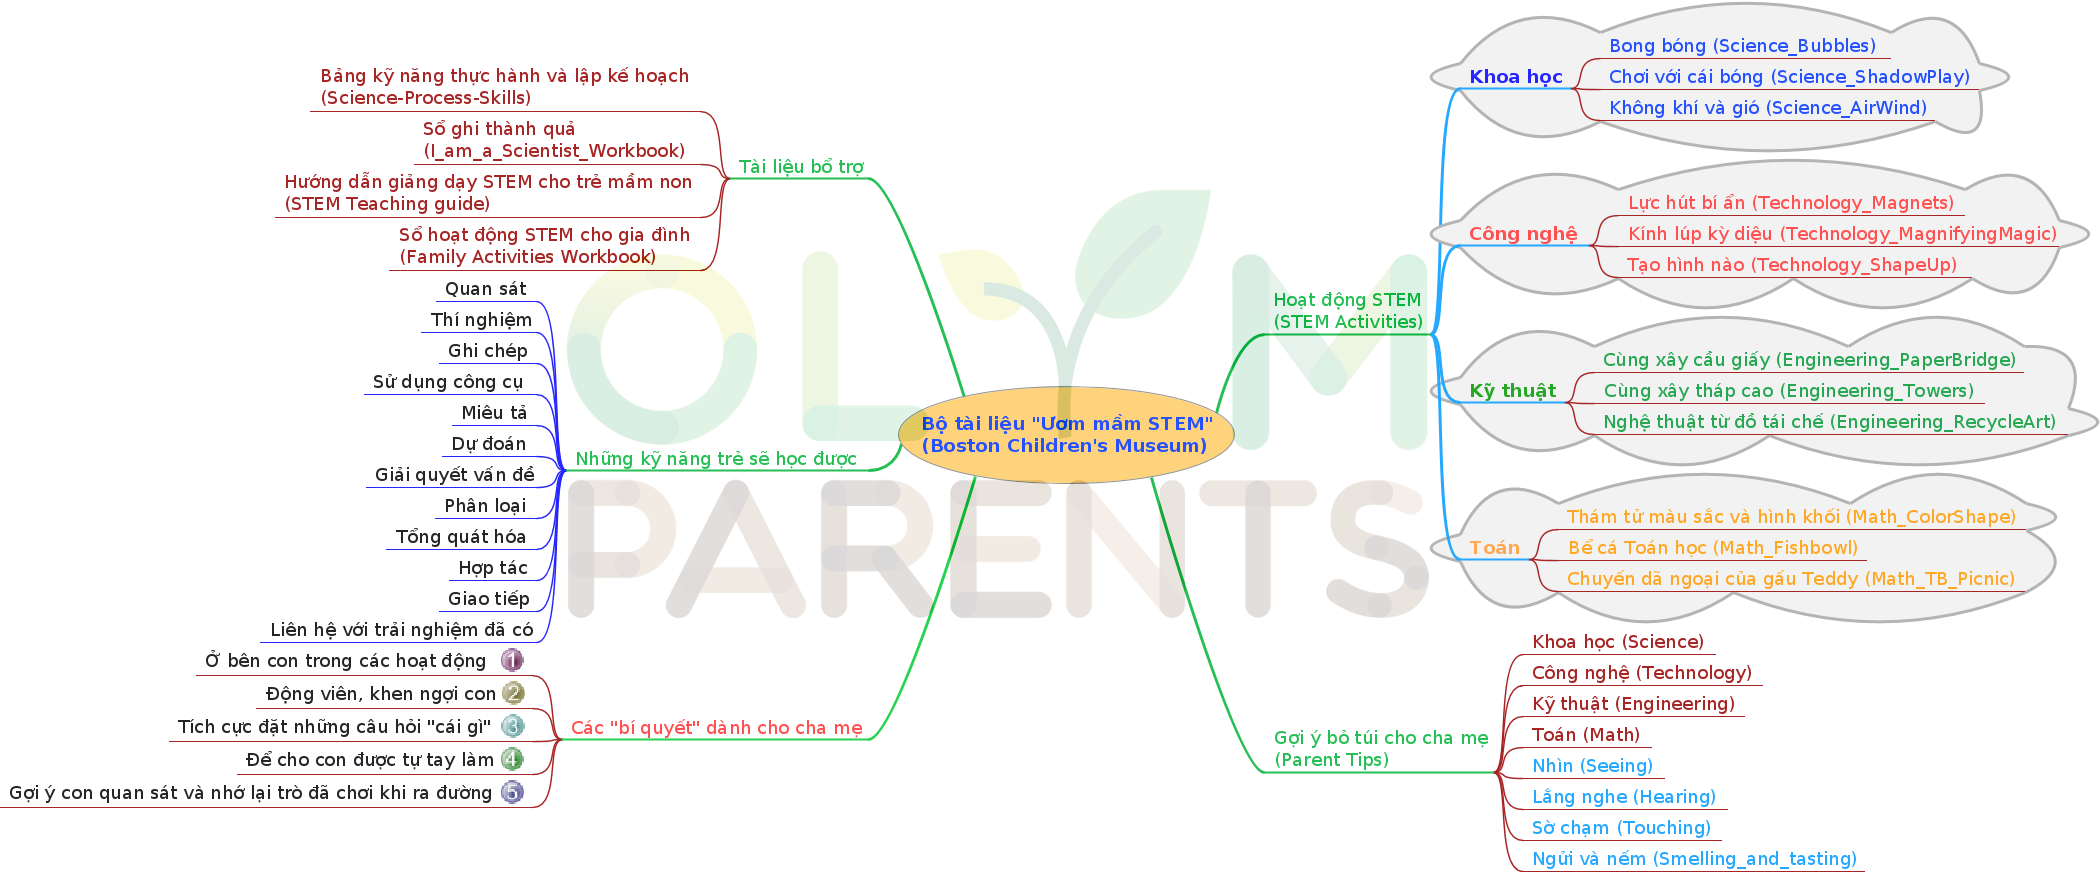 Bộ tài liệu "Ươm mầm STEM"
(Boston Children's Museum)
Tài liệu bổ trợ
Bảng kỹ năng thực hành và lập kế hoạch
(Science-Process-Skills)
Sổ ghi thành quả
(I_am_a_Scientist_Workbook)
Hướng dẫn giảng dạy STEM cho trẻ mầm non
(STEM Teaching guide)
Sổ hoạt động STEM cho gia đình
(Family Activities Workbook)
Những kỹ năng trẻ sẽ học được
Quan sát
Thí nghiệm
Ghi chép
Sử dụng công cụ
Miêu tả
Dự đoán
Giải quyết vấn đề
Phân loại
Tổng quát hóa
Hợp tác
Giao tiếp
Liên hệ với trải nghiệm đã có
Các "bí quyết" dành cho cha mẹ
Ở bên con trong các hoạt động 1
Động viên, khen ngợi con 2
Tích cực đặt những câu hỏi "cái gì" 3
Để cho con được tự tay làm 4
Gợi ý con quan sát và nhớ lại trò đã chơi khi ra đường 5
Hoạt động STEM
(STEM Activities)
Khoa học
Bong bóng (Science_Bubbles)
Chơi với cái bóng (Science_ShadowPlay)
Không khí và gió (Science_AirWind)
Công nghệ
Lực hút bí ẩn (Technology_Magnets)
Kính lúp kỳ diệu (Technology_MagnifyingMagic)
Tạo hình nào (Technology_ShapeUp)
Kỹ thuật
Cùng xây cầu giấy (Engineering_PaperBridge)
Cùng xây tháp cao (Engineering_Towers)
Nghệ thuật từ đồ tái chế (Engineering_RecycleArt)
Toán
Thám tử màu sắc và hình khối (Math_ColorShape)
Bể cá Toán học (Math_Fishbowl)
Chuyến dã ngoại của gấu Teddy (Math_TB_Picnic)
Gợi ý bỏ túi cho cha mẹ
(Parent Tips)
Khoa học (Science)
Công nghệ (Technology)
Kỹ thuật (Engineering)
Toán (Math)
Nhìn (Seeing)
Lắng nghe (Hearing)
Sờ chạm (Touching)
Ngửi và nếm (Smelling_and_tasting)
OLYM
PARENTS